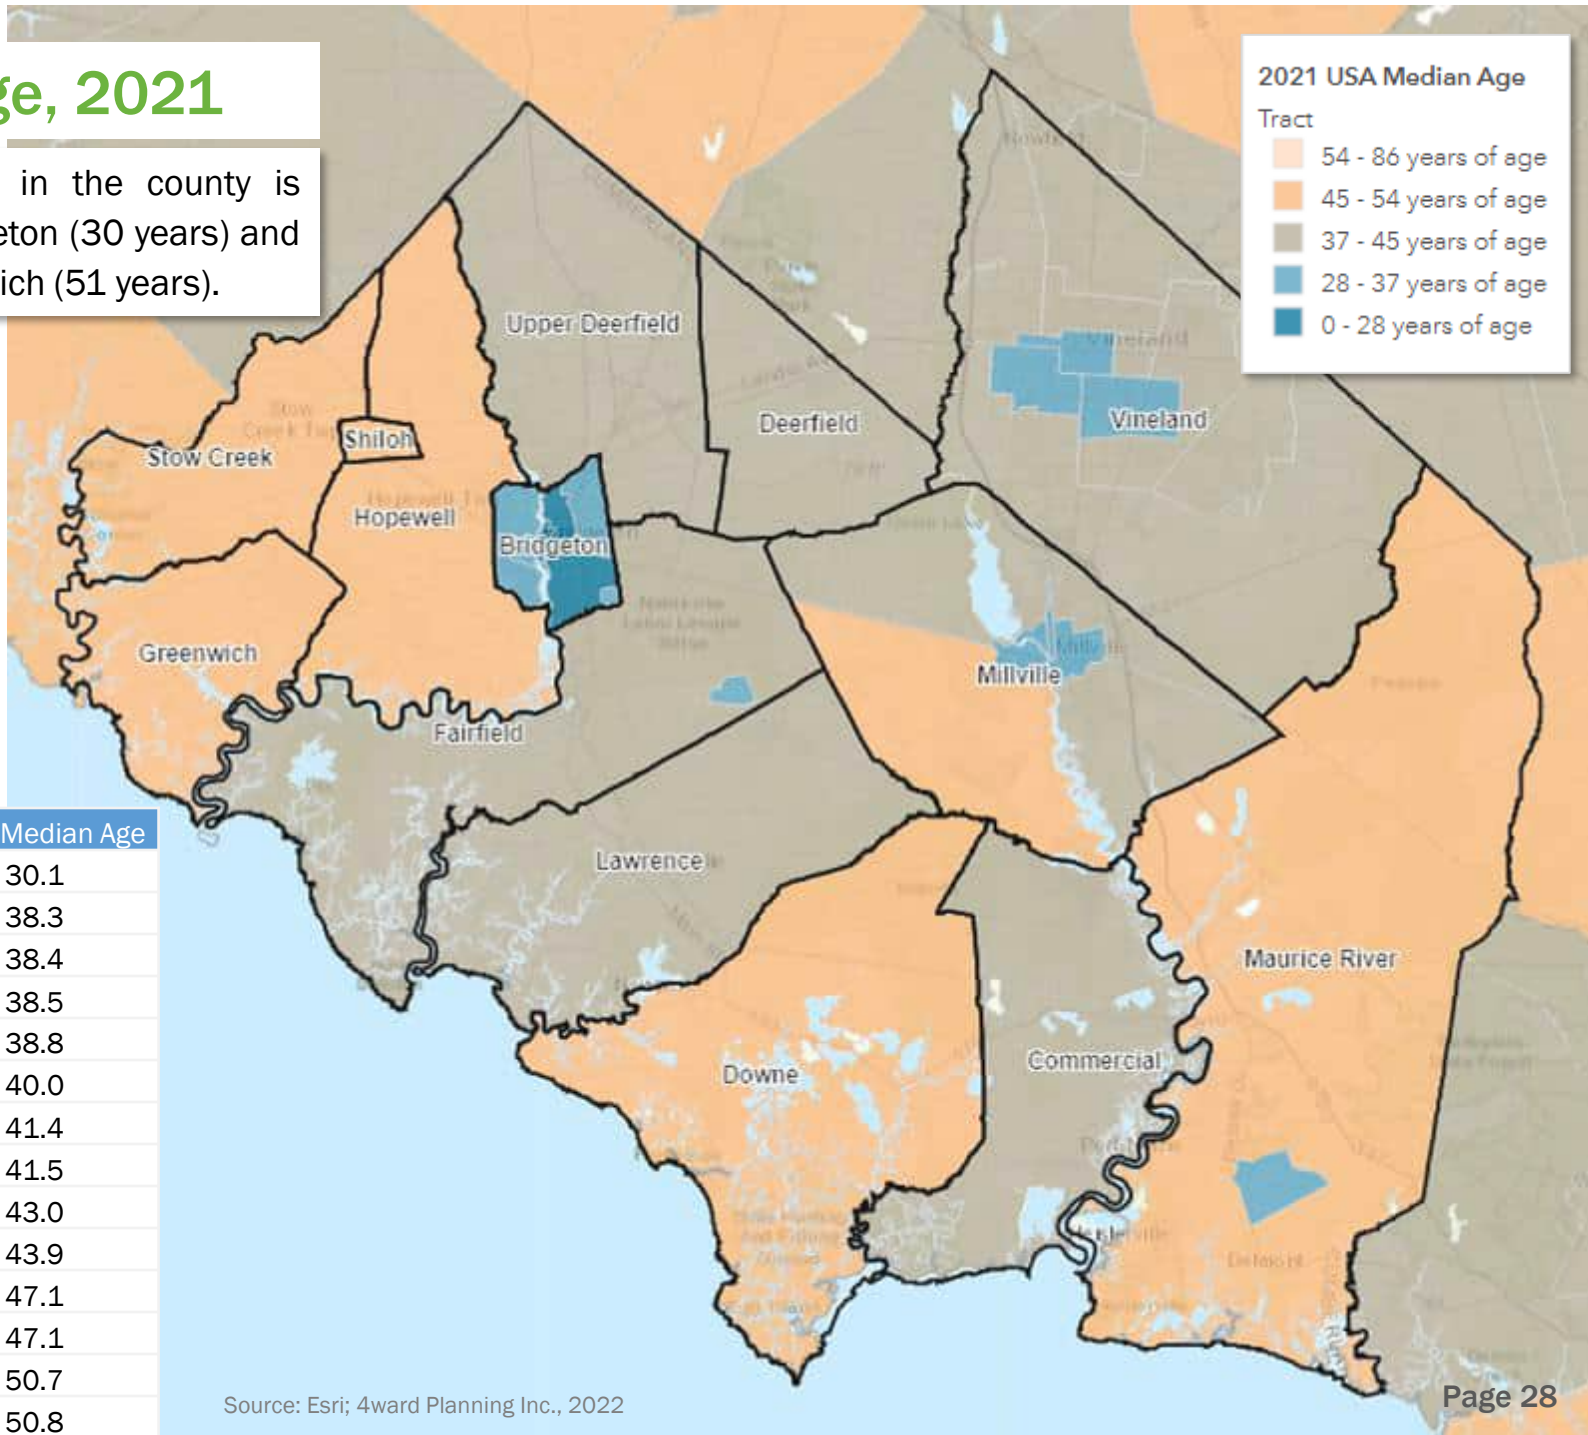 ge, 2021
in the county is
eton (30 years) and
ich (51 years).
2021 USA Median Age
Tract
54 - 86 years of age
45 - 54 years of age
37 - 45 years of age
28 - 37 years of age
0 - 28 years of age
Upper Deerfield
Deerfield
Vineland
Vineland
Shiloh
Stow Creek
Hopewell
Bridgeton
Greenwich
Millville
Fairfield
Lawrence
Maurice River
Downe
Commercial
Delmont
Median Age
30.1
38.3
38.4
38.5
38.8
40.0
41.4
41.5
43.0
43.9
47.1
47.1
50.7
50.8
Source: Esri; 4ward Planning Inc., 2022
Page 28